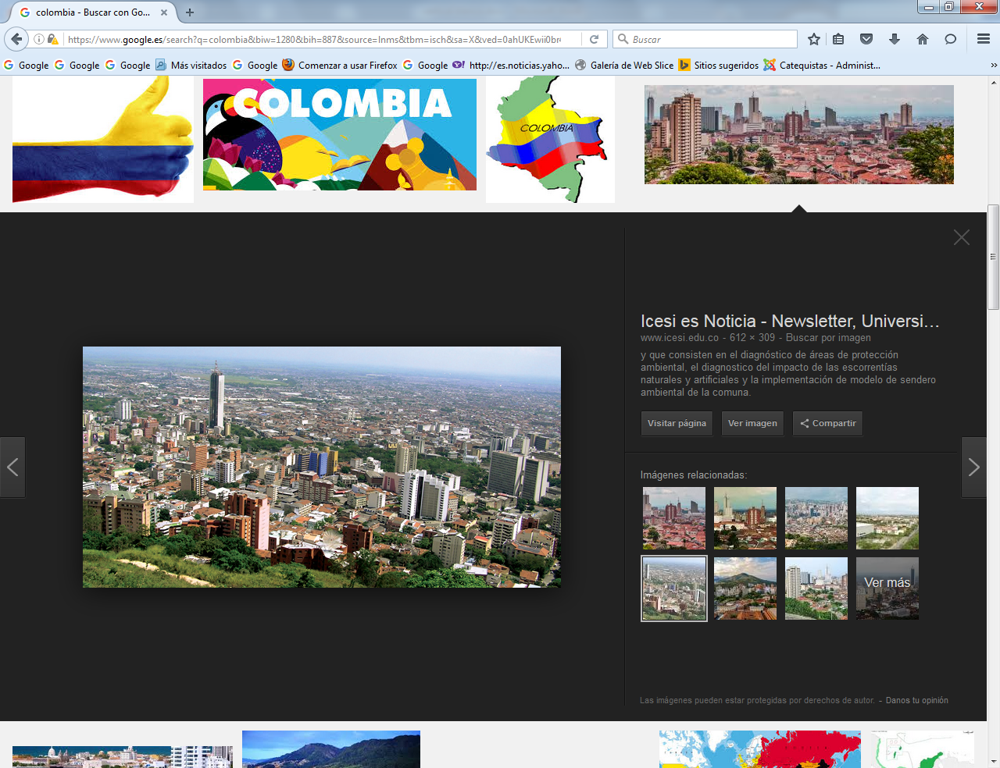 colombia - Buscar con Go...
https://www.google.es/search?q=colombia&biw=1280&bih=887&source=lnms&tbm=isch&sa=X&ved=0ahUKEwii0br
Buscar
Google Google Google Más visitados Google Comenzar a usar Firefox Google http://es.noticias.yaho... Galería de Web Slice Sitios sugeridos Catequistas - Administ...
COLOMBIA
COLOMBIA
Icesi es Noticia - Newsletter, Universi...
www.icesi.edu.co - 612 × 309 - Buscar por imagen
y que consisten en el diagnóstico de áreas de protección
ambiental, el diagnostico del impacto de las escorrentías
naturales y artificiales y la implementación de modelo de sendero
ambiental de la comuna.
Visitar página Ver imagen Compartir
Imágenes relacionadas:
Ver más
Las imágenes pueden estar protegidas por derechos de autor. - Danos tu opinión